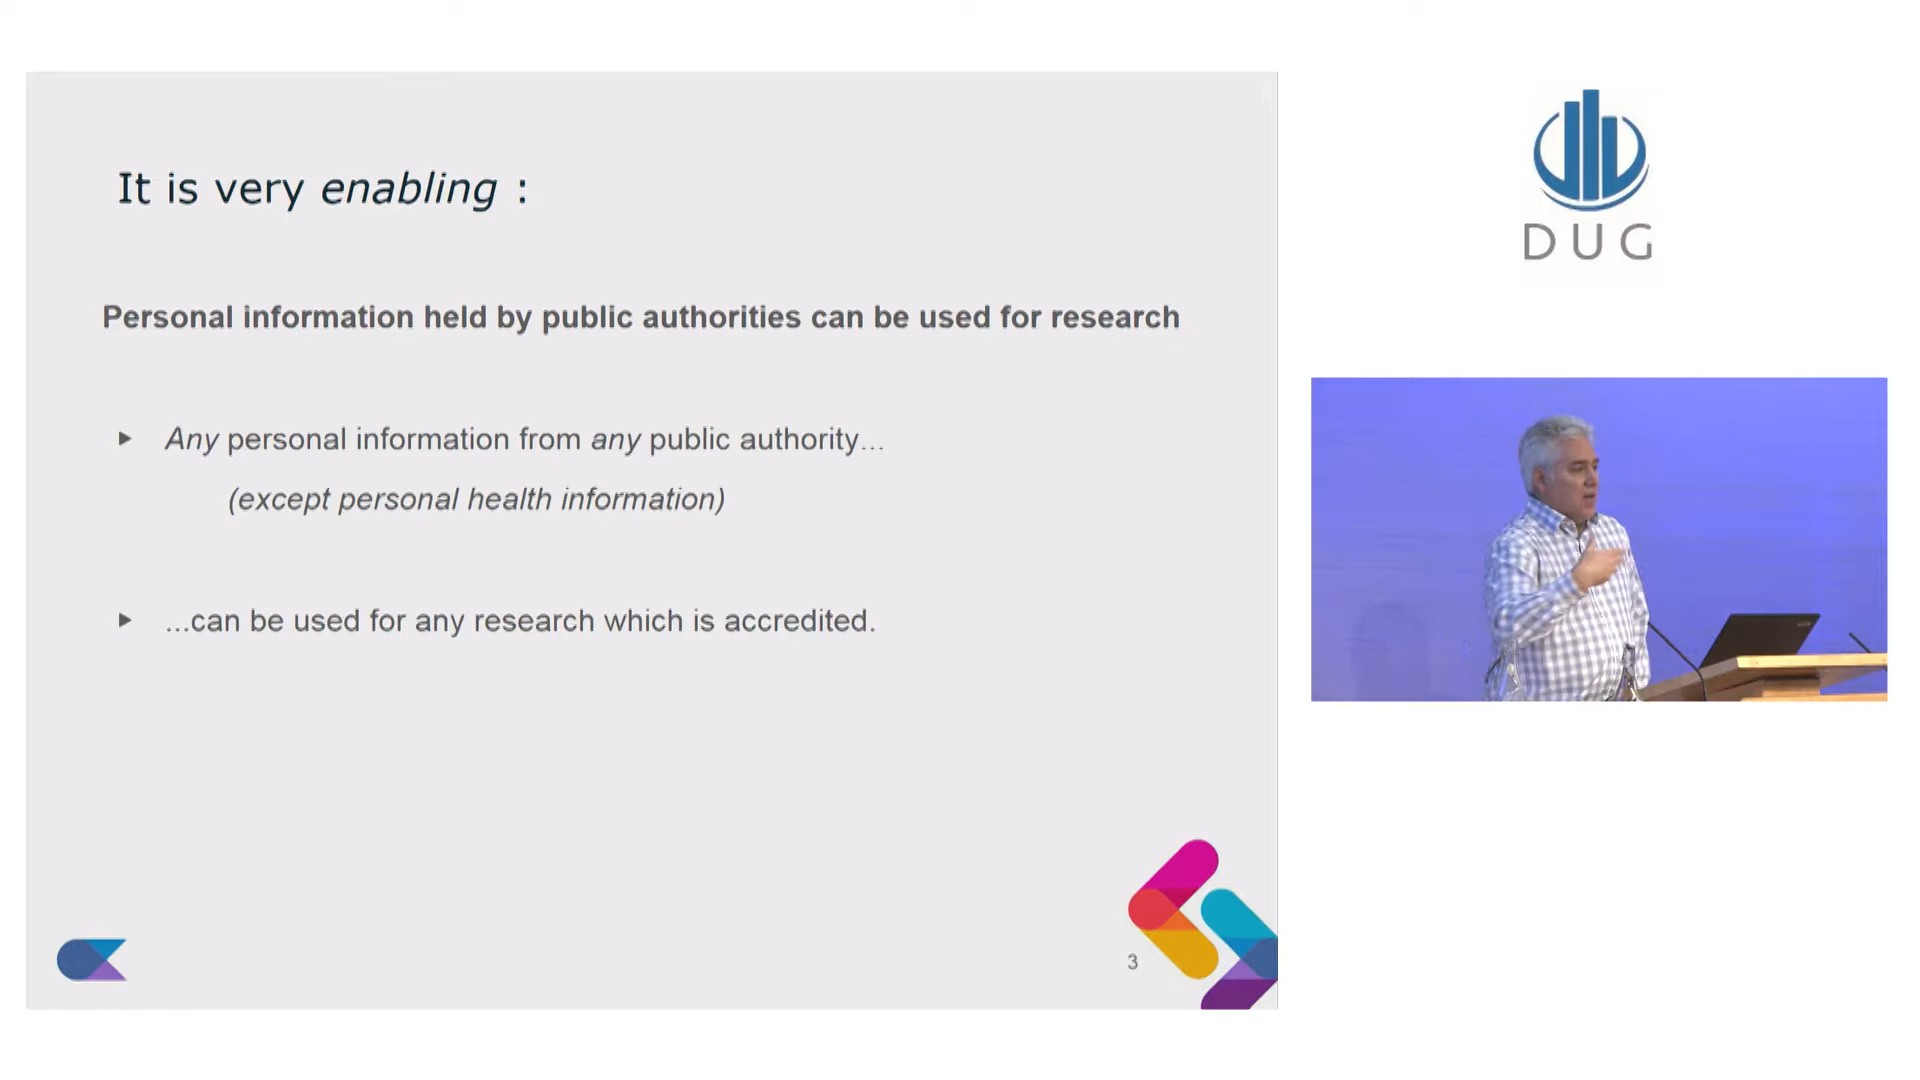 It is very enabling :
Personal information held by public authorities can be used for research
Any personal information from any public authority...
(except personal health information)
...can be used for any research which is accredited.
3
DUG